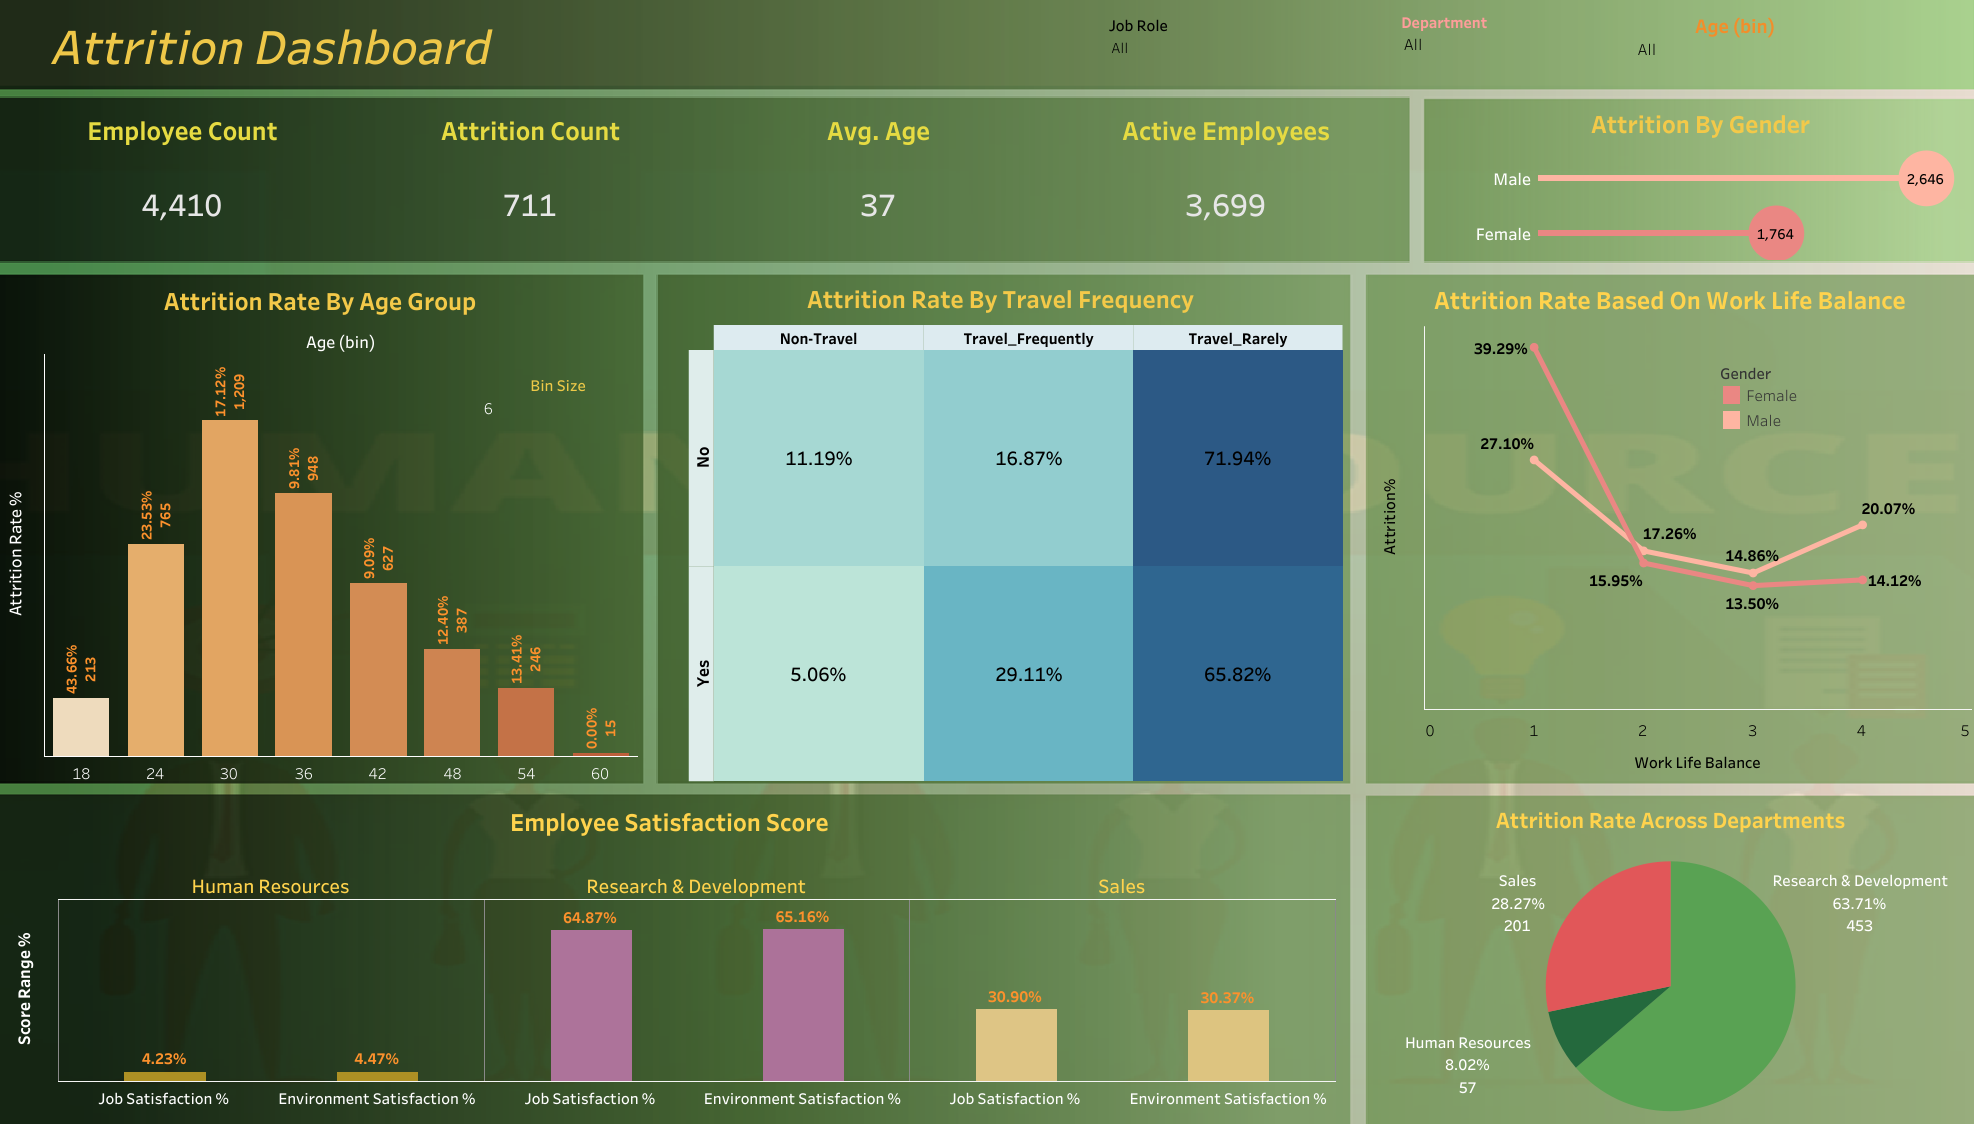 Attrition Dashboard
Job Role
All
Department
All
Age (bin)
All
Employee Count
Attrition Count
Avg. Age
Active Employees
4,410
711
37
3,699
Attrition By Gender
Male
2,646
Female
1,764
Attrition Rate By Age Group
Age (bin)
Bin Size
6
Attrition Rate %
43.66%
213
23.53%
765
17.12%
1,209
9.81%
948
9.09%
627
12.40%
387
13.41%
246
0.00%
15
18
24
30
36
42
48
54
60
Attrition Rate By Travel Frequency
Non-Travel
Travel_Frequently
Travel_Rarely
No
11.19%
16.87%
71.94%
Yes
5.06%
29.11%
65.82%
Attrition Rate Based On Work Life Balance
Attrition%
39.29%
27.10%
Gender
Female
Male
17.26%
15.95%
14.86%
13.50%
20.07%
14.12%
0
1
2
3
4
5
Work Life Balance
HUMAN
OURCE
Employee Satisfaction Score
Human Resources
Research & Development
Sales
Score Range %
4.23%
4.47%
64.87%
65.16%
30.90%
30.37%
Job Satisfaction %
Environment Satisfaction %
Job Satisfaction %
Environment Satisfaction %
Job Satisfaction %
Environment Satisfaction %
Attrition Rate Across Departments
Sales
28.27%
201
Research & Development
63.71%
453
Human Resources
8.02%
57